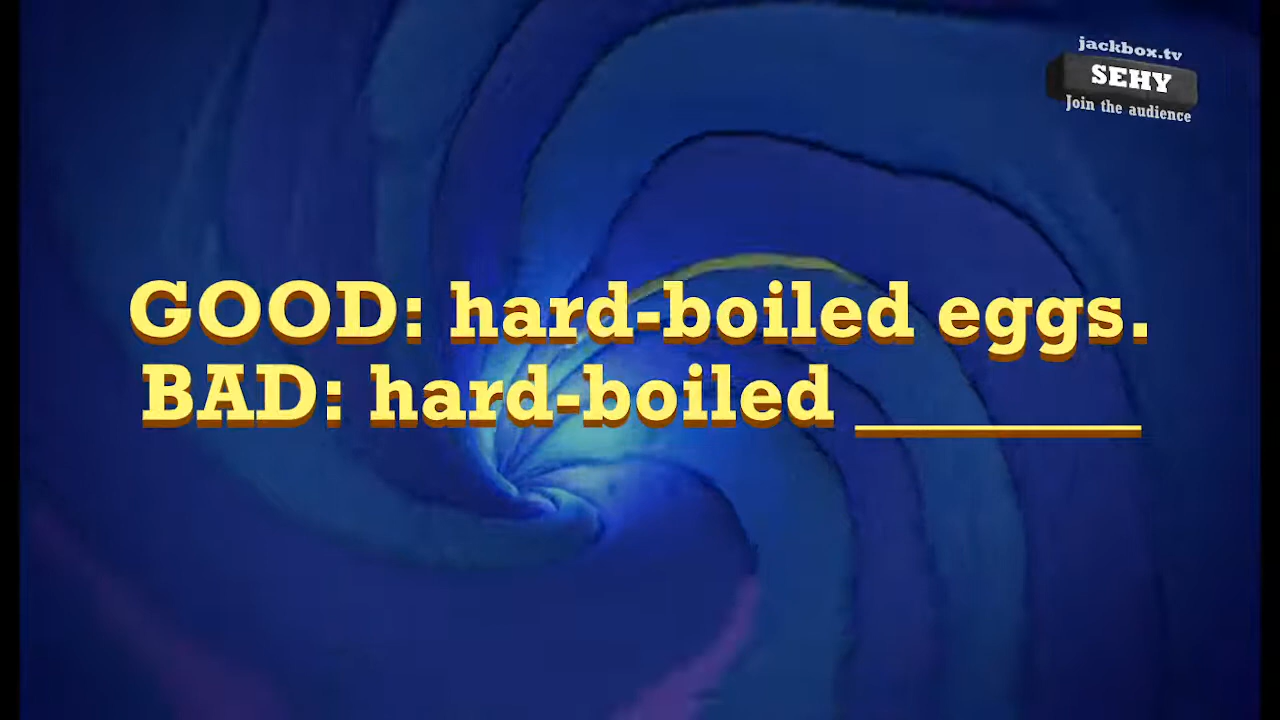 jackbox.tv
SEHY
Join the audience
GOOD: hard-boiled eggs.
BAD: hard-boiled ________